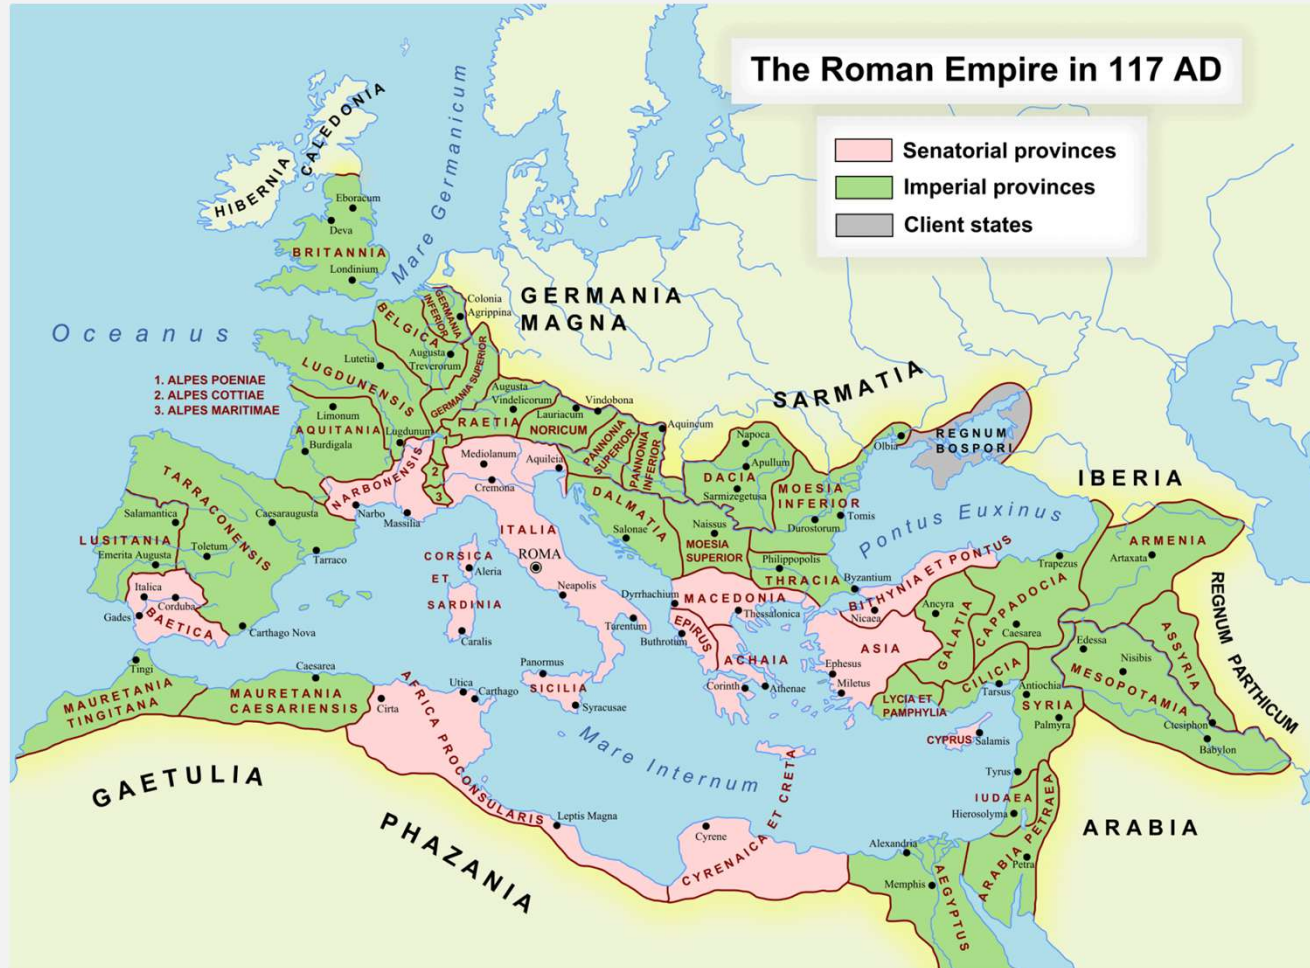 The Roman Empire in 117 AD
Senatorial provinces
Imperial provinces
Client states
HIBERNIA
CALEDONIA
Mare Germanicum
Oceanus
Eboracum
Deva
BRITANNIA
Londinium
GERMANIA
MAGNA
SARMATIA
1. ALPES POENIAE
2. ALPES COTTIAE
3. ALPES MARITIMAE
GERMANIA
INFERIOR
Colonia
Agrippina
BELGICA
Augusta
Treverorum
Lutetia
LUGDUNENSIS
GERMANIA SUPERIOR
Limonum
AQUITANIA
Burdigala
Lugdunum
Augusta
Vindelicorum
RAETIA
Lauriacum
NORICUM
Vindobona
Aquincum
PANNONIA
SUPERIOR
PANNONIA
INFERIOR
Napoca
Apullum
DACIA
Sarmizegetusa
MOESIA
INFERIOR
Durostorum
Tomis
Olbia
REGNUM
BOSPORI
IBERIA
Pontus Euxinus
TARRACONENSIS
Salamantica
LUSITANIA
Emerita Augusta
Toletum
Caesaraugusta
Tarraco
Italica
Corduba
Gades
BAETICA
Carthago Nova
NARBONENSIS
Narbo
Massilia
2
3
Mediolanum
Cremona
Aquileia
ITALIA
ROMA
Neapolis
Tarentum
CORSICA
ET
SARDINIA
Aleria
Caralis
Panormus
SICILIA
Syracusae
DALMATIA
Salonae
Naissus
MOESIA
SUPERIOR
Philippopolis
THRACIA
Byzantium
Dyrrhachium
MACEDONIA
Thessalonica
EPIRUS
Buthrotum
ACHAIA
Corinth
Athenae
BITHYNIA ET PONTUS
Nicaea
ASIA
Ephesus
Miletus
Ancyra
GALATIA
CAPPADOCIA
Caesarea
Trapezus
ARMENIA
Artaxata
LYCIA ET
PAMPHYLIA
CILICIA
Tarsus
Antiochia
SYRIA
Palmyra
CYPRUS
Salamis
Edessa
Nisibis
MESOPOTAMIA
ASSYRIA
Ctesiphon
Babylon
REGNUM PARTHICUM
Tyrus
IUDAEA
Hierosolyma
ARABIA PETRAEA
Petra
ARABIA
Tingi
MAURETANIA
TINGITANA
Caesarea
MAURETANIA
CAESARIENSIS
Cirta
Utica
Carthago
AFRICA PROCONSULARIS
Leptis Magna
Mare Internum
Cyrene
CYRENAICA ET CRETA
Alexandria
Memphis
AEGYPTUS
GAETULIA
PHAZANIA